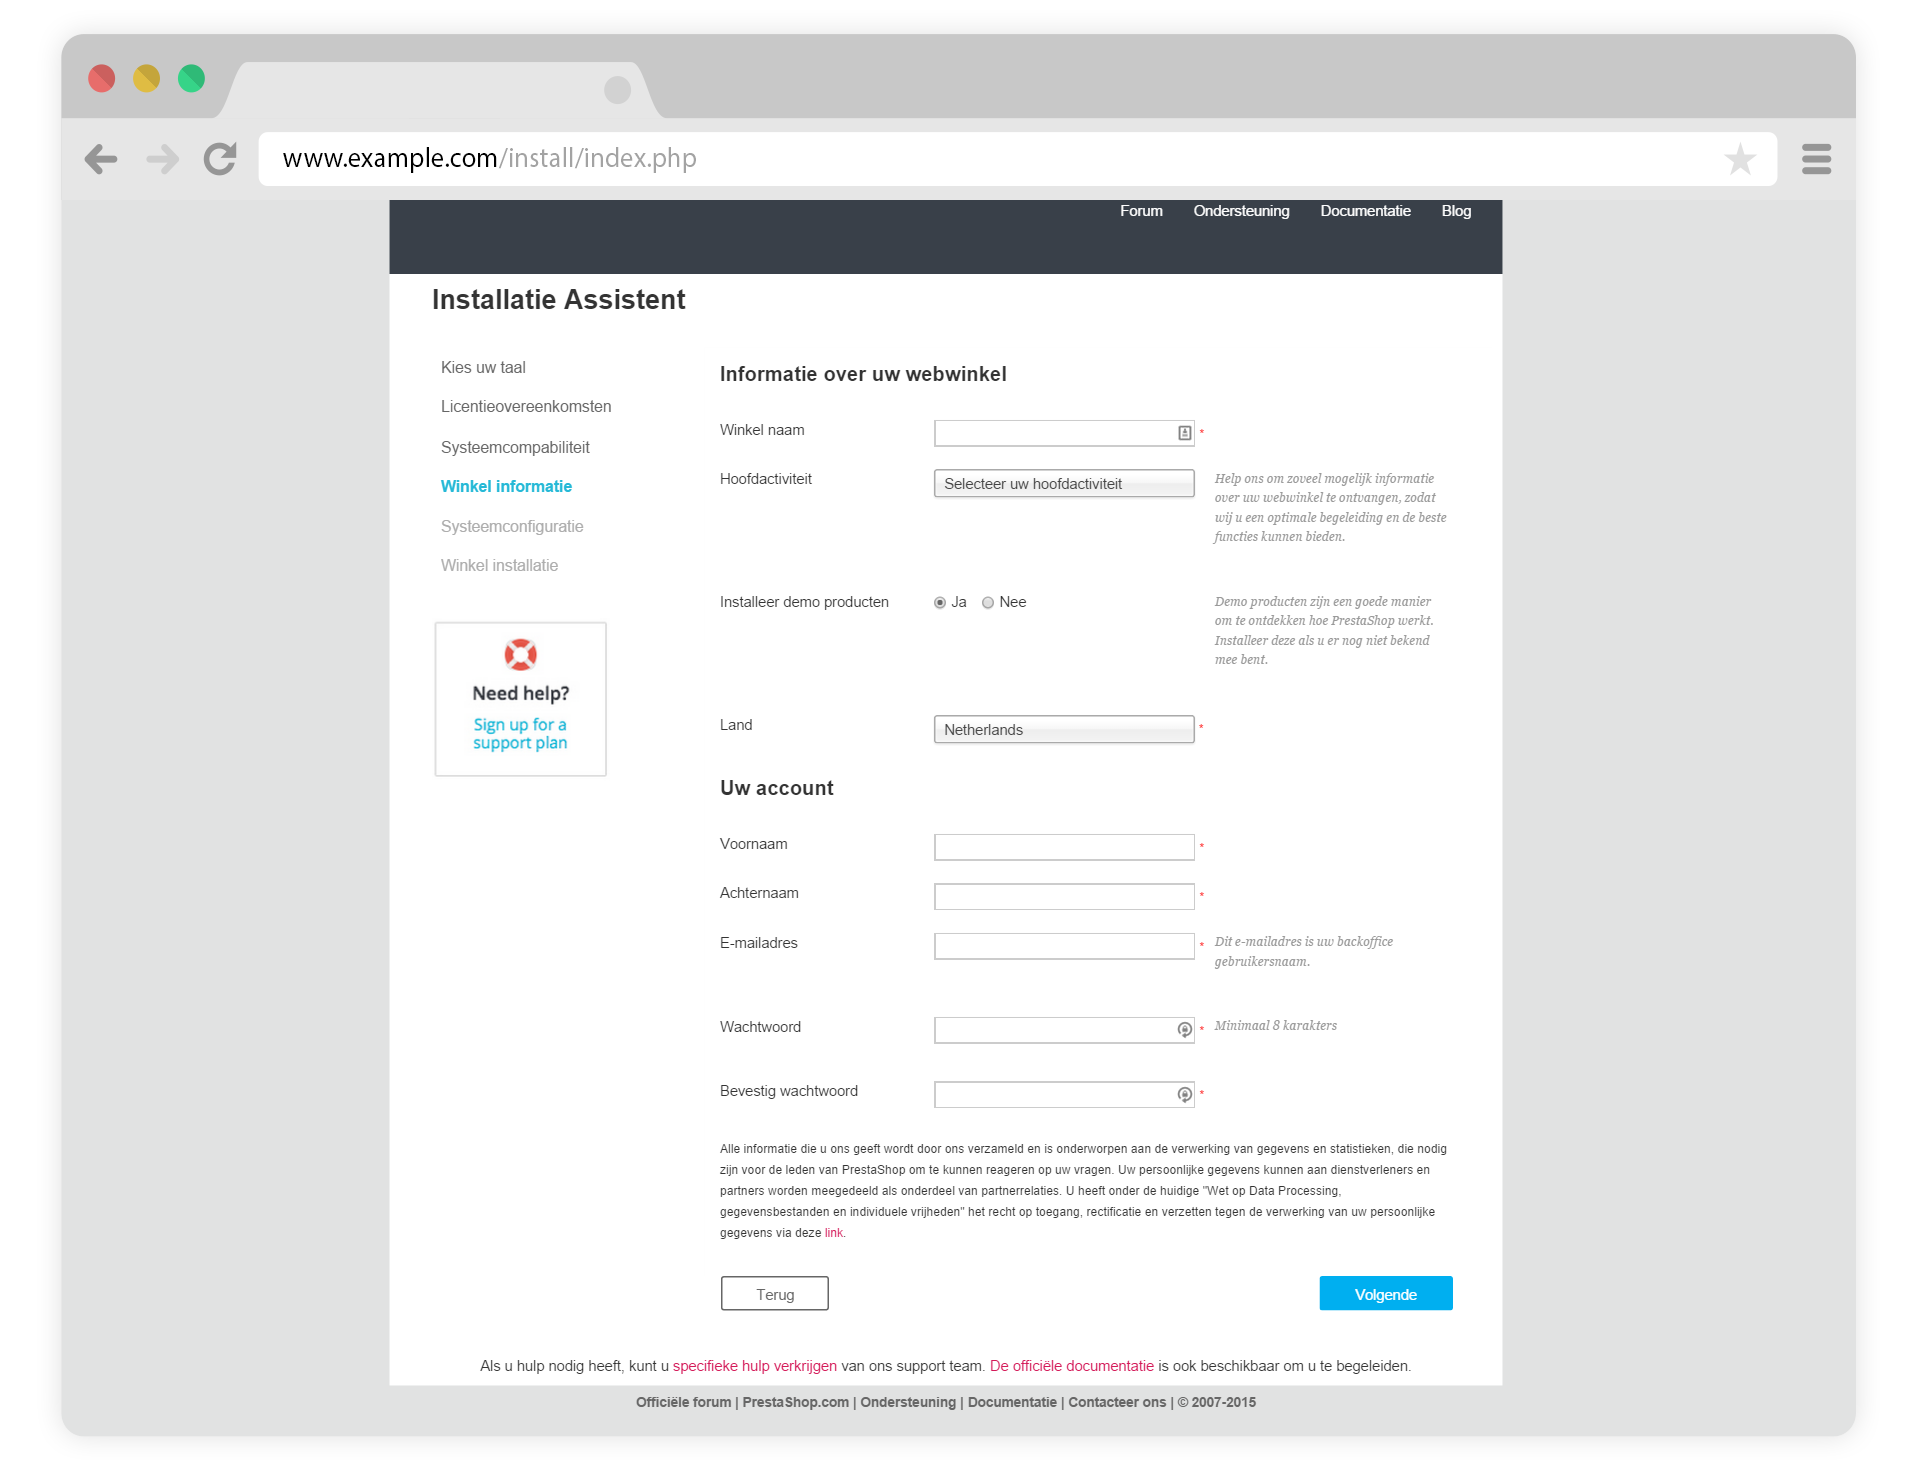 www.example.com/install/index.php
Forum Ondersteuning Documentatie Blog
Installatie Assistent
Kies uw taal
Licentieovereenkomsten
Systeemcompabiliteit
Winkel informatie
Systeemconfiguratie
Winkel installatie
Need help?
Sign up for a
support plan
Informatie over uw webwinkel
Winkel naam *
Hoofdactiviteit Selecteer uw hoofdactiviteit
Help ons om zoveel mogelijk informatie
over uw webwinkel te ontvangen, zodat
wij u een optimale begeleiding en de beste
functies kunnen bieden.
Installeer demo producten Ja Nee
Demo producten zijn een goede manier
om te ontdekken hoe PrestaShop werkt.
Installeer deze als u er nog niet bekend
mee bent.
Land Netherlands *
Uw account
Voornaam *
Achternaam *
E-mailadres * Dit e-mailadres is uw backoffice
gebruikersnaam.
Wachtwoord * Minimaal 8 karakters
Bevestig wachtwoord *
Alle informatie die u ons geeft wordt door ons verzameld en is onderworpen aan de verwerking van gegevens en statistieken, die nodig
zijn voor de leden van PrestaShop om te kunnen reageren op uw vragen. Uw persoonlijke gegevens kunnen aan dienstverleners en
partners worden meegedeeld als onderdeel van partnerrelaties. U heeft onder de huidige "Wet op Data Processing,
gegevensbestanden en individuele vrijheden" het recht op toegang, rectificatie en verzetten tegen de verwerking van uw persoonlijke
gegevens via deze link.
Terug Volgende
Als u hulp nodig heeft, kunt u specifieke hulp verkrijgen van ons support team. De officiële documentatie is ook beschikbaar om u te begeleiden.
Officiële forum | PrestaShop.com | Ondersteuning | Documentatie | Contacteer ons | © 2007-2015